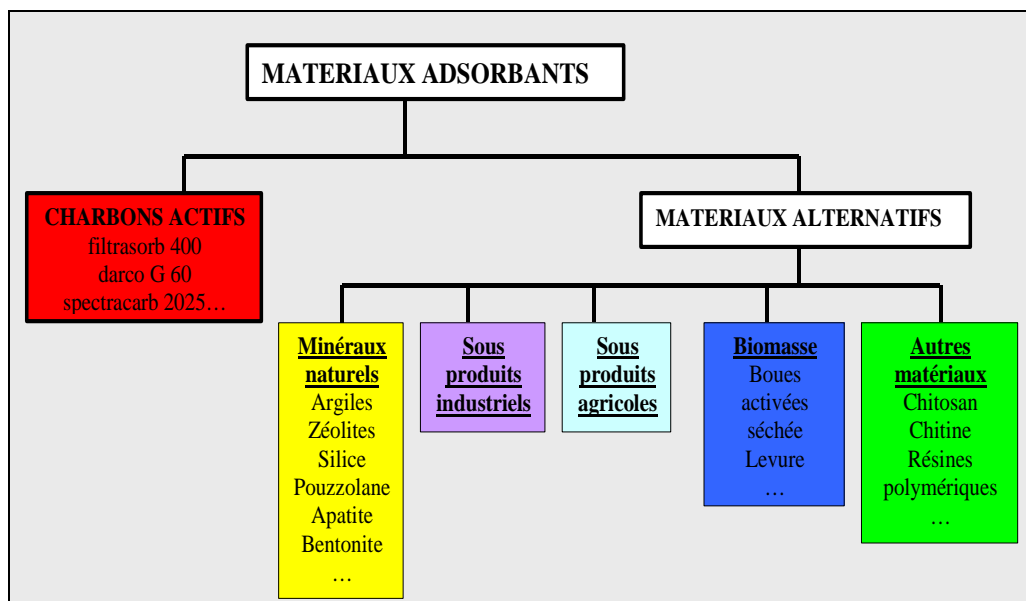 MATERIAUX ADSORBANTS
CHARBONS ACTIFS
filtrasorb 400
darco G 60
spectracarb 2025…
MATERIAUX ALTERNATIFS
Minéraux
naturels
Argiles
Zéolites
Silice
Pouzzolane
Apatite
Bentonite
…
Sous
produits
industriels
Sous
produits
agricoles
Biomasse
Boues
activées
séchée
Levure
…
Autres
matériaux
Chitosan
Chitine
Résines
polymériques
…